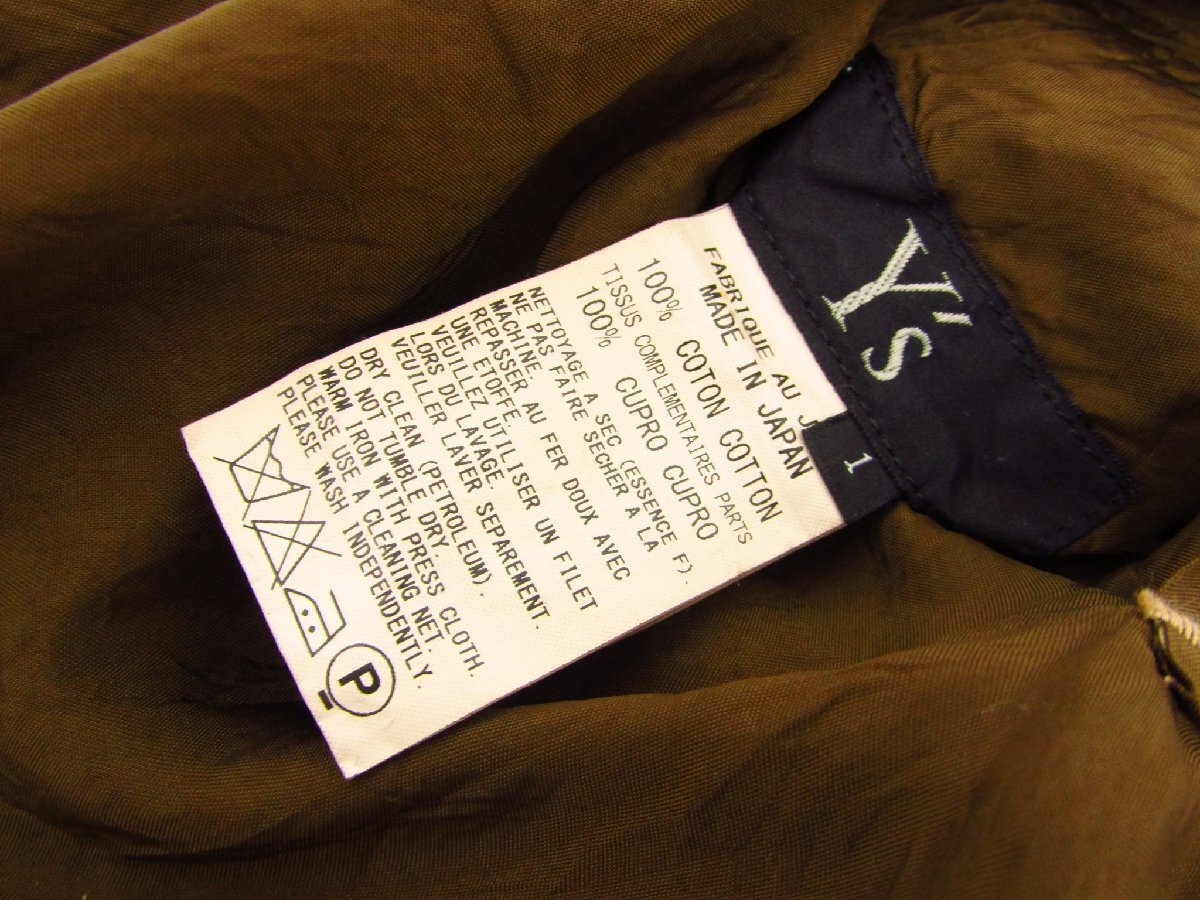 Y's
1
FABRIQUE AU J
MADE IN JAPAN
100% COTON COTTON
TISSUS COMPLEMENTAIRES PARTS
100% CUPRO CUPRO
NETTOYAGE A SEC (ESSENCE F).
NE PAS FAIRE SECHER A LA
MACHINE.
REPASSER AU FER DOUX AVEC
UNE ETOFFE.
VEUILLEZ UTILISER UN FILET
LORS DU LAVAGE.
VEUILLER LAVER SEPAREMENT.
DRY CLEAN (PETROLEUM).
DO NOT TUMBLE DRY.
WARM IRON WITH PRESS CLOTH.
PLEASE USE A CLEANING NET.
PLEASE WASH INDEPENDENTLY.
P